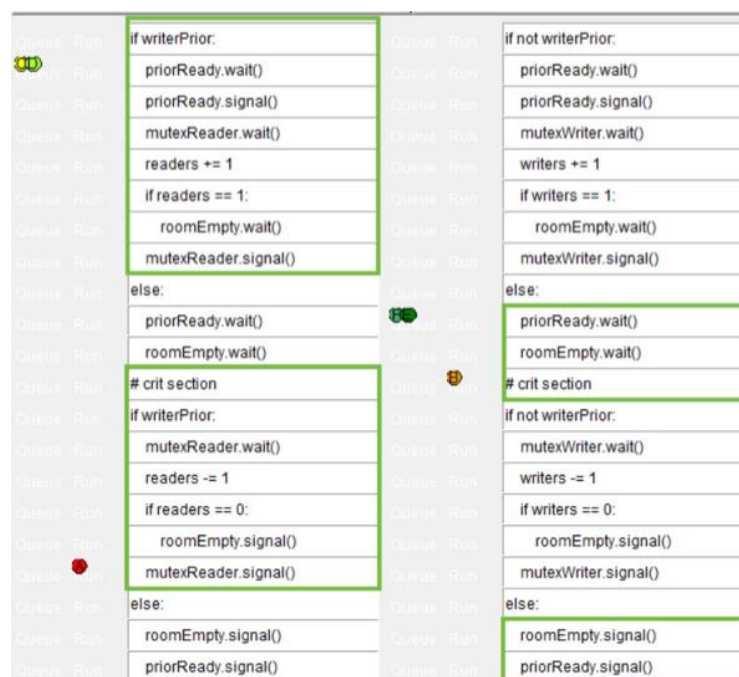 if writerPrior:
priorReady.wait()
priorReady.signal()
mutexReader.wait()
readers += 1
if readers == 1:
roomEmpty.wait()
mutexReader.signal()
else:
priorReady.wait()
roomEmpty.wait()
# crit section
if writerPrior:
mutexReader.wait()
readers -= 1
if readers == 0:
roomEmpty.signal()
mutexReader.signal()
else:
roomEmpty.signal()
priorReady.signal()
if not writerPrior:
priorReady.wait()
priorReady.signal()
mutexWriter.wait()
writers += 1
if writers == 1:
roomEmpty.wait()
mutexWriter.signal()
else:
priorReady.wait()
roomEmpty.wait()
# crit section
if not writerPrior:
mutexWriter.wait()
writers -= 1
if writers == 0:
roomEmpty.signal()
mutexWriter.signal()
else:
roomEmpty.signal()
priorReady.signal()